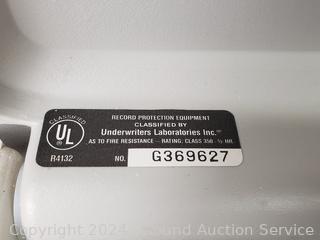 CLASSIFIED
UL
®
R4132
RECORD PROTECTION EQUIPMENT
CLASSIFIED BY
Underwriters Laboratories Inc.®
AS TO FIRE RESISTANCE – RATING, CLASS 350 - ½ HR.
NO. G369627
Copyright 2024 Sound Auction Service